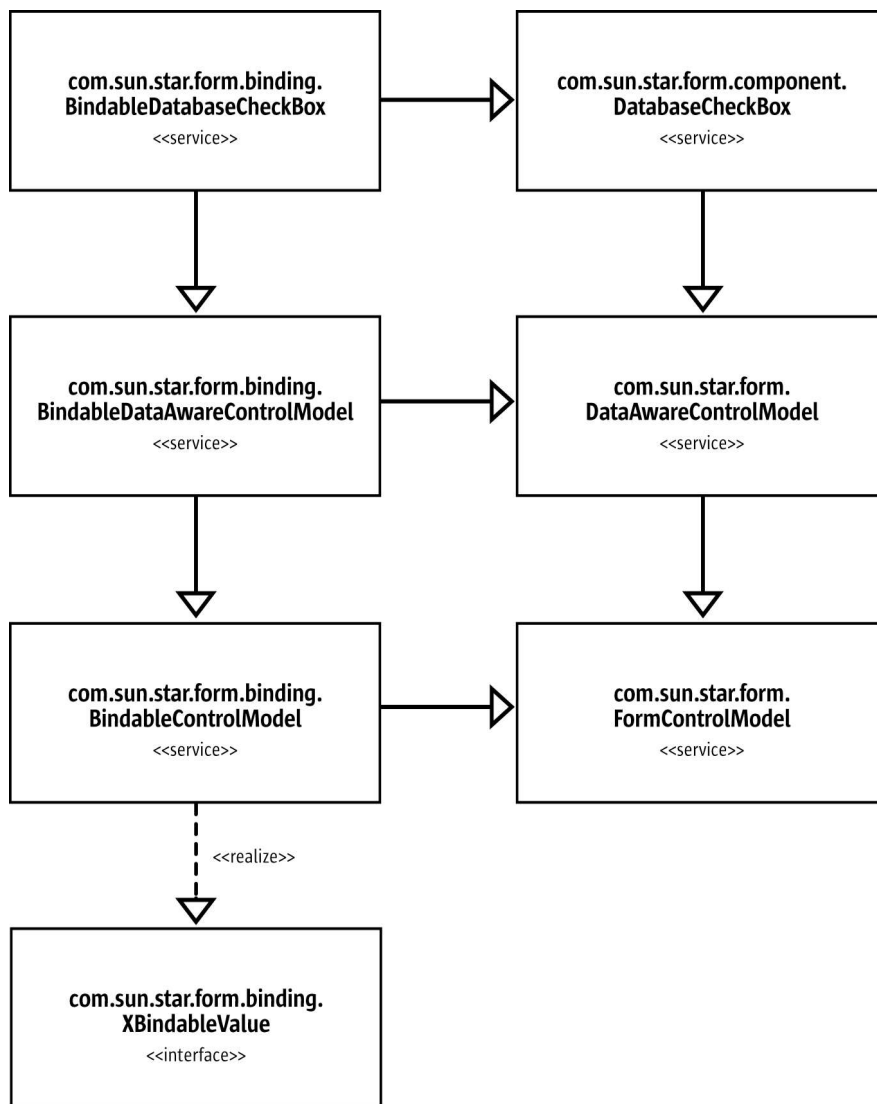 com.sun.star.form.binding.
BindableDatabaseCheckBox
<<service>>
com.sun.star.form.component.
DatabaseCheckBox
<<service>>
com.sun.star.form.binding.
BindableDataAwareControlModel
<<service>>
com.sun.star.form.
DataAwareControlModel
<<service>>
com.sun.star.form.binding.
BindableControlModel
<<service>>
com.sun.star.form.
FormControlModel
<<service>>
<<realize>>
com.sun.star.form.binding.
XBindableValue
<<interface>>